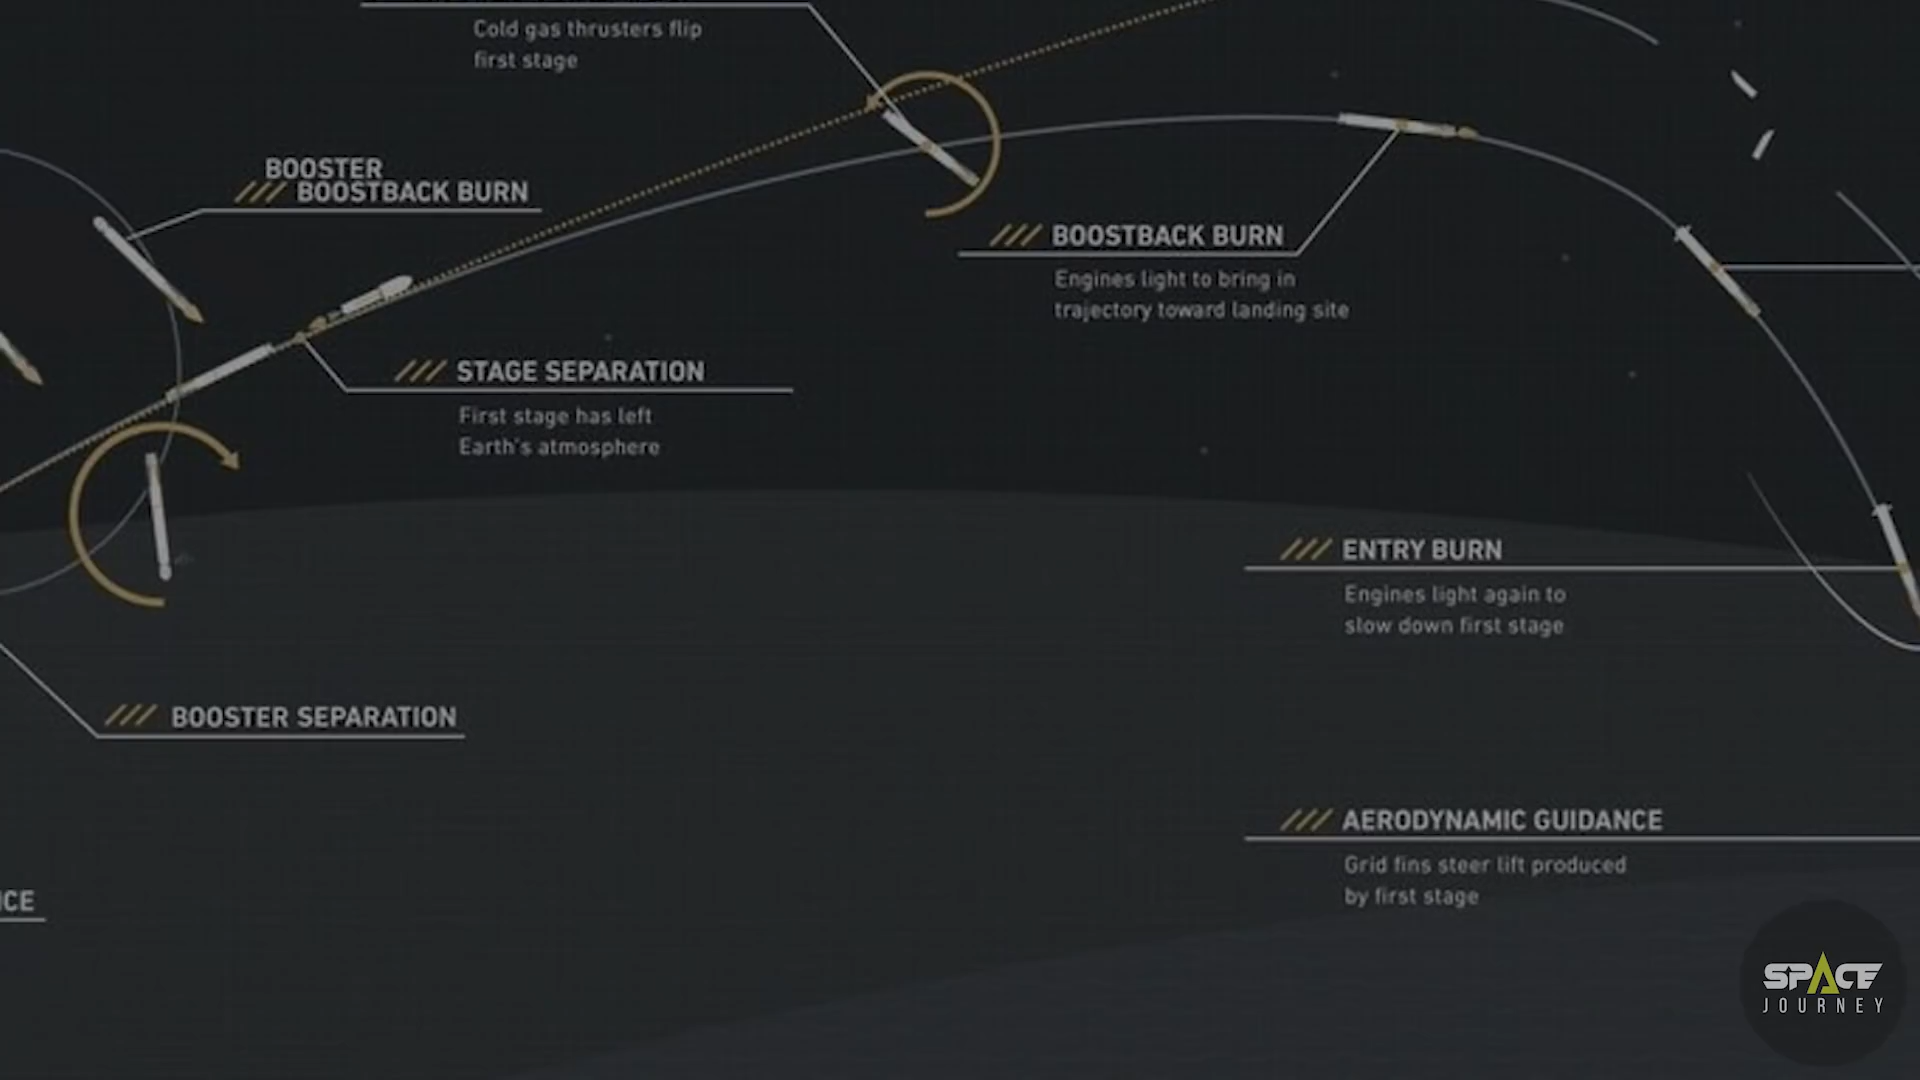 Cold gas thrusters flip
first stage
BOOSTER
BOOSTBACK BURN
BOOSTBACK BURN
Engines light to bring in
trajectory toward landing site
STAGE SEPARATION
First stage has left
Earth's atmosphere
ENTRY BURN
Engines light again to
slow down first stage
BOOSTER SEPARATION
AERODYNAMIC GUIDANCE
Grid fins steer lift produced
by first stage
SPACE
JOURNEY